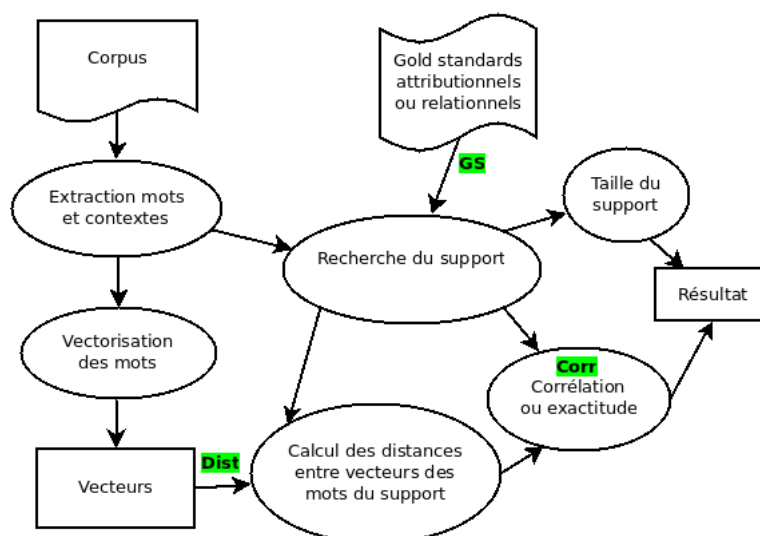 Corpus
Gold standards
attributionnels
ou relationnels
GS
Extraction mots
et contextes
Taille du
support
Recherche du support
Résultat
Vectorisation
des mots
Corr
Corrélation
ou exactitude
Dist
Calcul des distances
entre vecteurs des
mots du support
Vecteurs